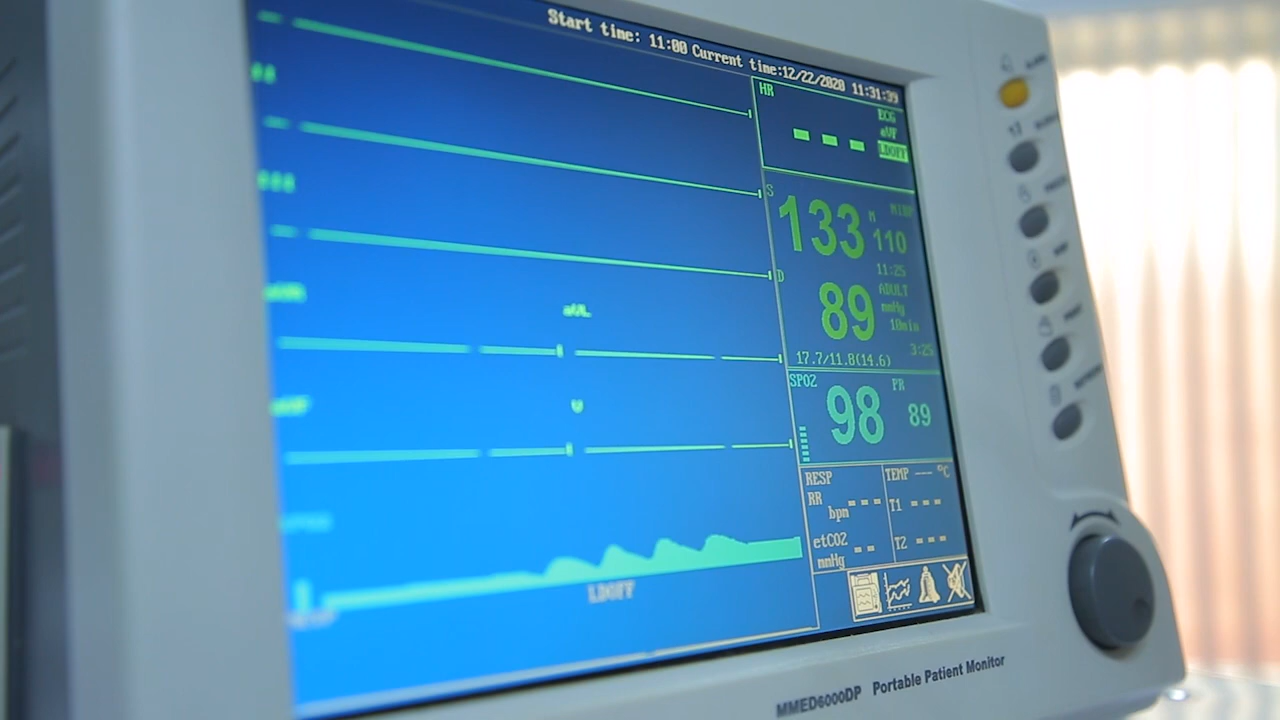 Start time: 11:00 Current time:12/22/2020 11:31:39
HR
ECG
aVF
LDOFF
S
133
M
NIBP
110
11:25
D
89
ADULT
mmHg
10min
3:25
17.7/11.8(14.6)
SPO2
98
PR
89
RESP
RR
bpm
etCO2
mmHg
TEMP --- °C
T1 ---
T2 ---
aVL
V
LDOFF
MMED6000DP Portable Patient Monitor